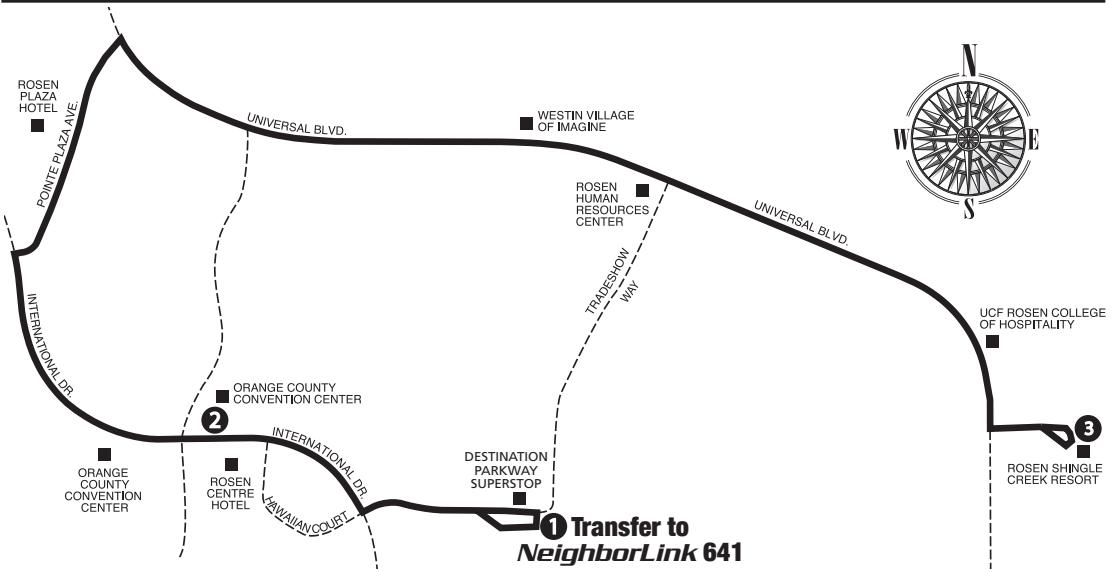 N
W
E
S
ROSEN
PLAZA
HOTEL
POINTE PLAZA AVE.
UNIVERSAL BLVD.
WESTIN VILLAGE
OF IMAGINE
ROSEN
HUMAN
RESOURCES
CENTER
UNIVERSAL BLVD.
TRADESHOW
WAY
INTERNATIONAL DR.
UCF ROSEN COLLEGE
OF HOSPITALITY
ORANGE COUNTY
CONVENTION CENTER
2
INTERNATIONAL DR.
ORANGE
COUNTY
CONVENTION
CENTER
ROSEN
CENTRE
HOTEL
HAWAIIAN COURT
DESTINATION
PARKWAY
SUPERSTOP
3
ROSEN SHINGLE
CREEK RESORT
1 Transfer to
NeighborLink 641